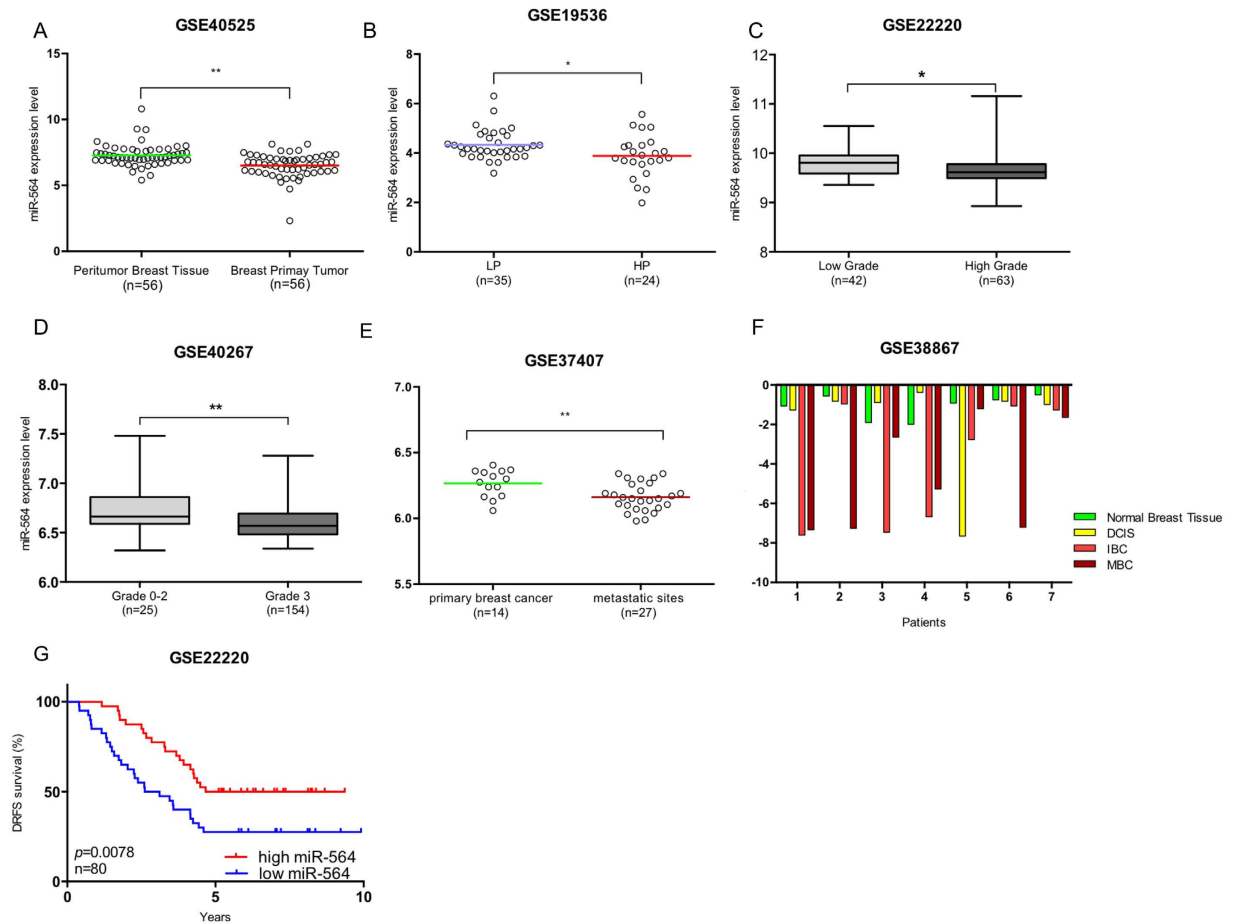 A
GSE40525
miR-564 expression level
15
10
5
0
**
Peritumor Breast Tissue
(n=56)
Breast Primay Tumor
(n=56)
B
GSE19536
miR-564 expression level
8
6
4
2
0
*
LP
(n=35)
HP
(n=24)
C
GSE22220
miR-564 expression level
12
11
10
9
8
*
Low Grade
(n=42)
High Grade
(n=63)
D
GSE40267
miR-564 expression level
8.0
7.5
7.0
6.5
6.0
**
Grade 0-2
(n=25)
Grade 3
(n=154)
E
GSE37407
7.0
6.5
6.0
5.5
**
primary breast cancer
(n=14)
metastatic sites
(n=27)
F
GSE38867
0
-2
-4
-6
-8
-10
1 2 3 4 5 6 7
Patients
Normal Breast Tissue
DCIS
IBC
MBC
G
GSE22220
DRFS survival (%)
100
50
0
p=0.0078
n=80
high miR-564
low miR-564
0 5 10
Years